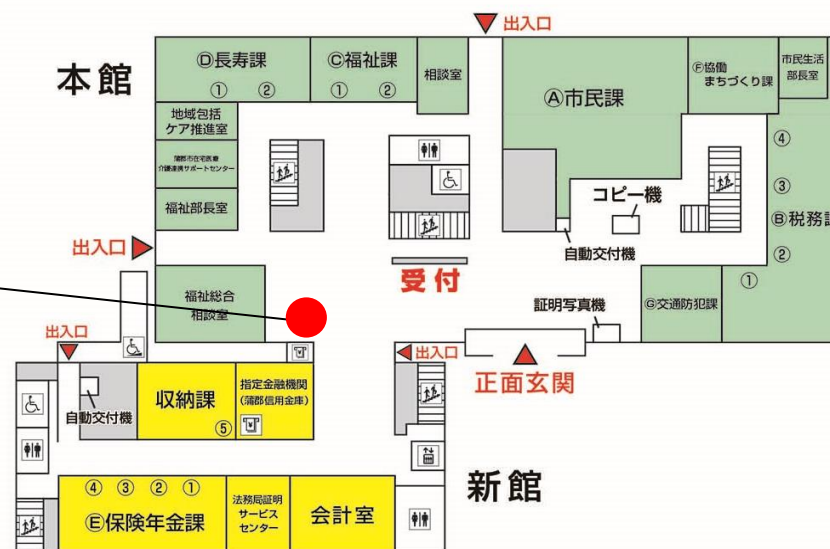 出入口
本館
Ⓓ長寿課
① ②
Ⓒ福祉課
① ②
相談室
Ⓐ市民課
Ⓕ協働
まちづくり課
市民生活
部長室
地域包括
ケア推進室
蒲郡市在宅医療
介護連携サポートセンター
福祉部長室
④
③
Ⓑ税務課
②
①
コピー機
自動交付機
出入口
受付
福祉総合
相談室
証明写真機
Ⓖ交通防犯課
出入口
出入口
正面玄関
自動交付機
収納課
⑤
指定金融機関
(蒲郡信用金庫)
新館
④ ③ ② ①
Ⓔ保険年金課
法務局証明
サービス
センター
会計室